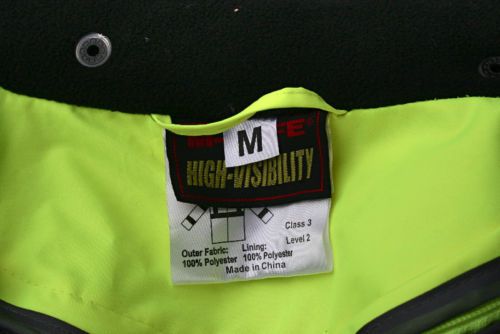 M
HIGH-VISIBILITY
Class 3
Level 2
Outer Fabric: Lining:
100% Polyester 100% Polyester
Made in China